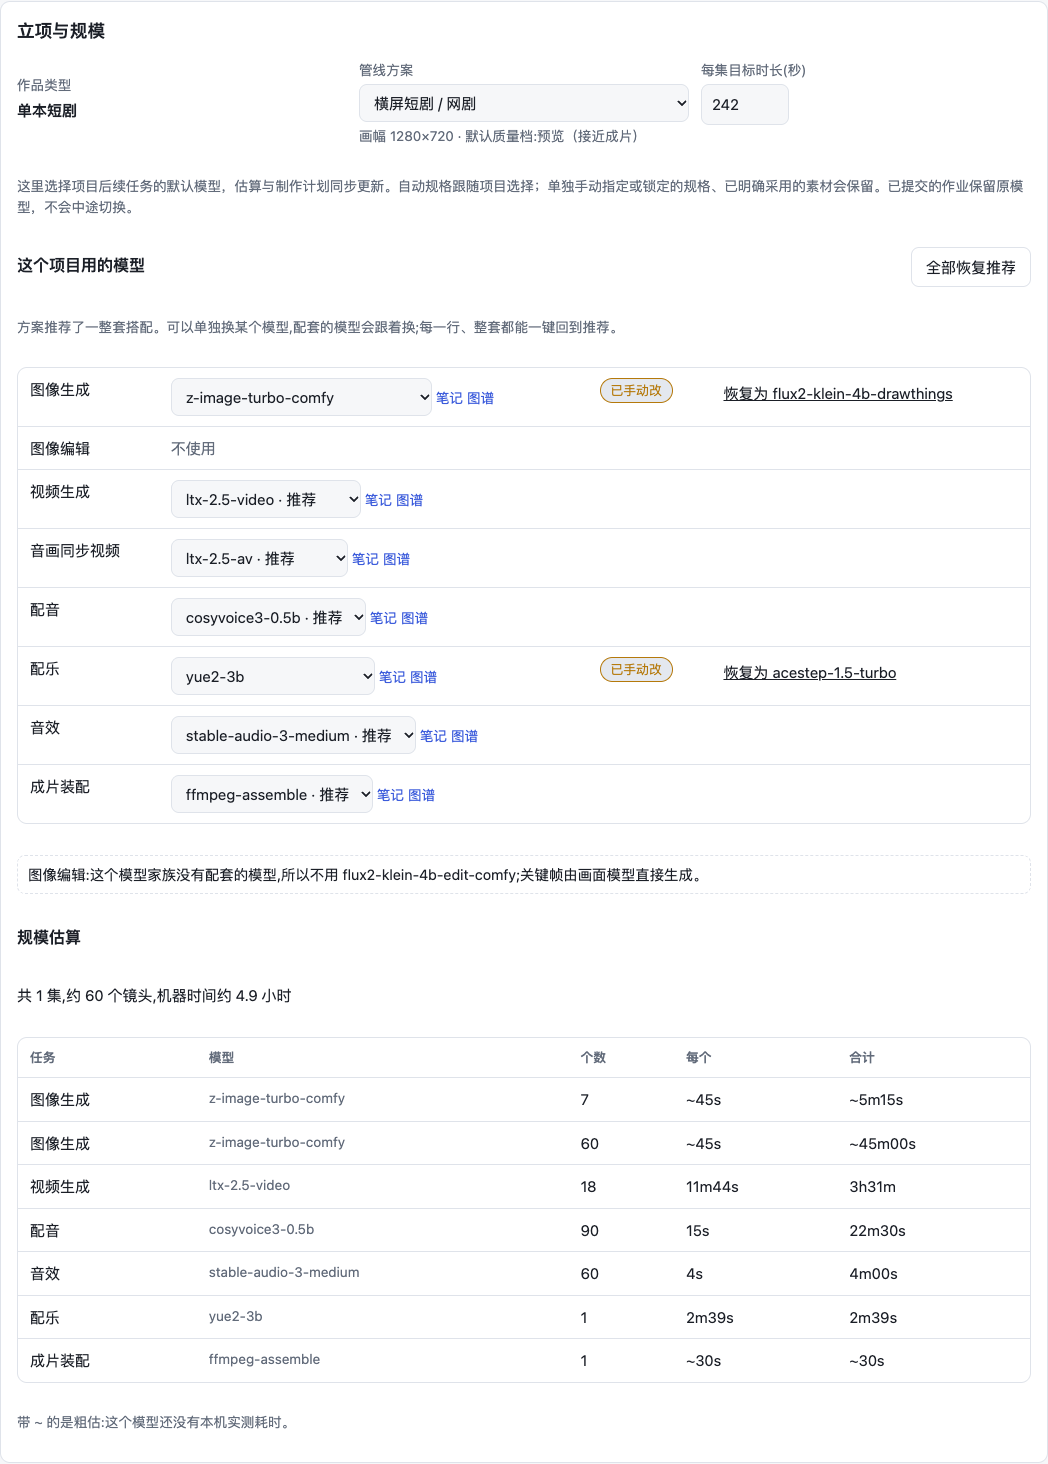 立项与规模
作品类型
单本短剧
管线方案
横屏短剧 / 网剧
画幅 1280×720 · 默认质量档:预览（接近成片）
每集目标时长(秒)
242
这里选择项目后续任务的默认模型，估算与制作计划同步更新。自动规格跟随项目选择；单独手动指定或锁定的规格、已明确采用的素材会保留。已提交的作业保留原模
型，不会中途切换。
这个项目用的模型
全部恢复推荐
方案推荐了一整套搭配。可以单独换某个模型,配套的模型会跟着换;每一行、整套都能一键回到推荐。
图像生成 z-image-turbo-comfy 笔记 图谱 已手动改 恢复为 flux2-klein-4b-drawthings
图像编辑 不使用
视频生成 ltx-2.5-video · 推荐 笔记 图谱
音画同步视频 ltx-2.5-av · 推荐 笔记 图谱
配音 cosyvoice3-0.5b · 推荐 笔记 图谱
配乐 yue2-3b 笔记 图谱 已手动改 恢复为 acestep-1.5-turbo
音效 stable-audio-3-medium · 推荐 笔记 图谱
成片装配 ffmpeg-assemble · 推荐 笔记 图谱
图像编辑:这个模型家族没有配套的模型,所以不用 flux2-klein-4b-edit-comfy;关键帧由画面模型直接生成。
规模估算
共 1 集,约 60 个镜头,机器时间约 4.9 小时
任务 模型 个数 每个 合计
图像生成 z-image-turbo-comfy 7 ~45s ~5m15s
图像生成 z-image-turbo-comfy 60 ~45s ~45m00s
视频生成 ltx-2.5-video 18 11m44s 3h31m
配音 cosyvoice3-0.5b 90 15s 22m30s
音效 stable-audio-3-medium 60 4s 4m00s
配乐 yue2-3b 1 2m39s 2m39s
成片装配 ffmpeg-assemble 1 ~30s ~30s
带 ~ 的是粗估:这个模型还没有本机实测耗时。